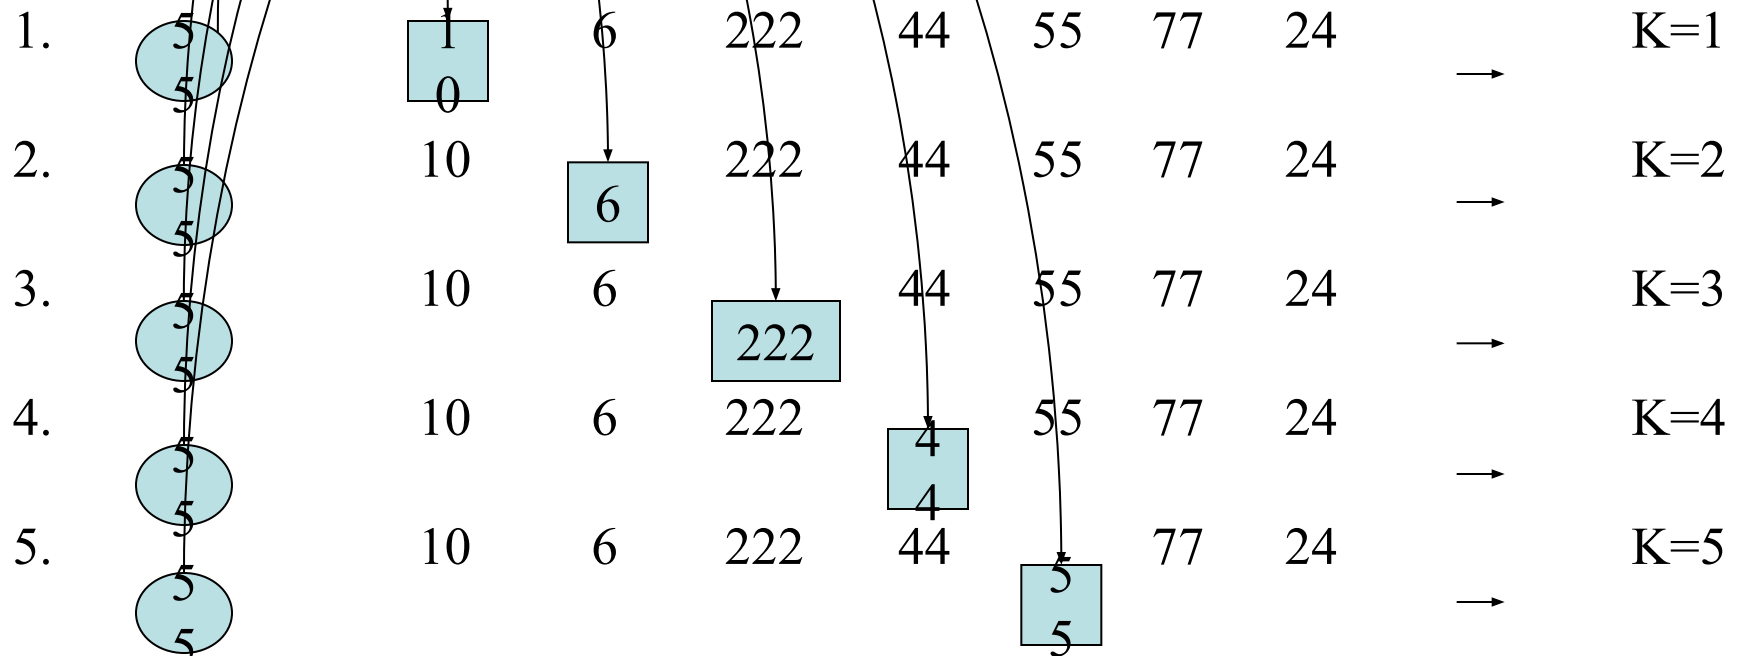 1. 55 10 6 222 44 55 77 24 K=1
2. 55 10 6 222 44 55 77 24 K=2
3. 55 10 6 222 44 55 77 24 K=3
4. 55 10 6 222 44 55 77 24 K=4
5. 55 10 6 222 44 55 77 24 K=5